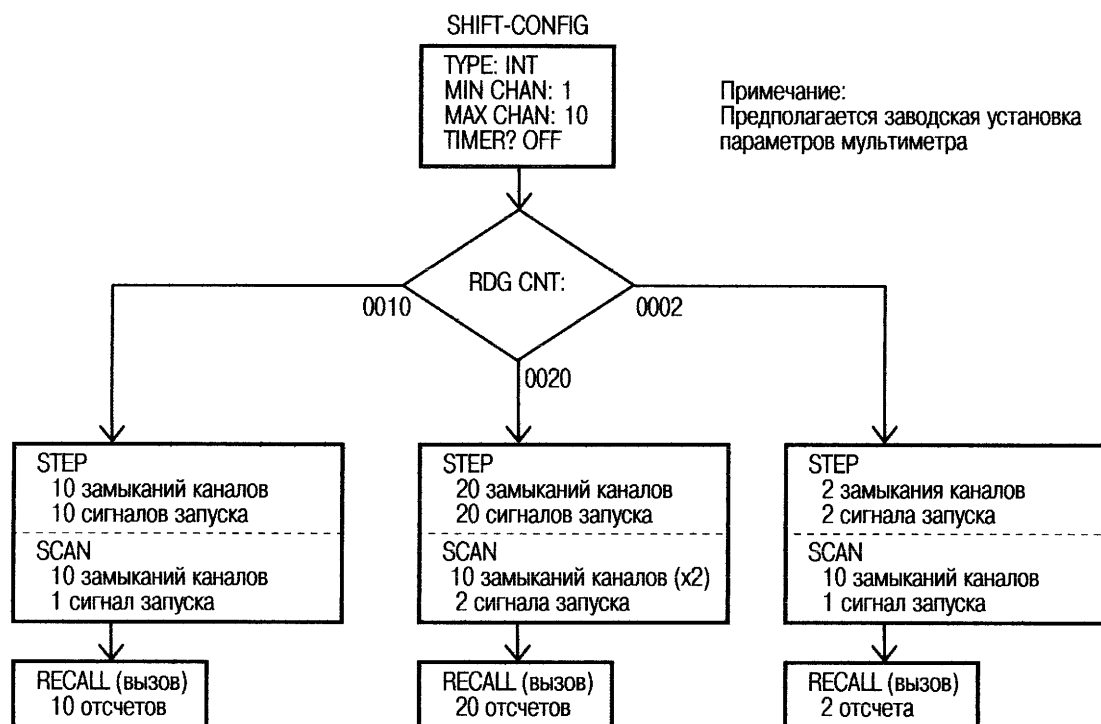 SHIFT-CONFIG
TYPE: INT
MIN CHAN: 1
MAX CHAN: 10
TIMER? OFF
Примечание:
Предполагается заводская установка
параметров мультиметра
RDG CNT:
0010
0002
0020
STEP
10 замыканий каналов
10 сигналов запуска
SCAN
10 замыканий каналов
1 сигнал запуска
STEP
20 замыканий каналов
20 сигналов запуска
SCAN
10 замыканий каналов (x2)
2 сигнала запуска
STEP
2 замыкания каналов
2 сигнала запуска
SCAN
10 замыканий каналов
1 сигнал запуска
RECALL (вызов)
10 отсчетов
RECALL (вызов)
20 отсчетов
RECALL (вызов)
2 отсчета